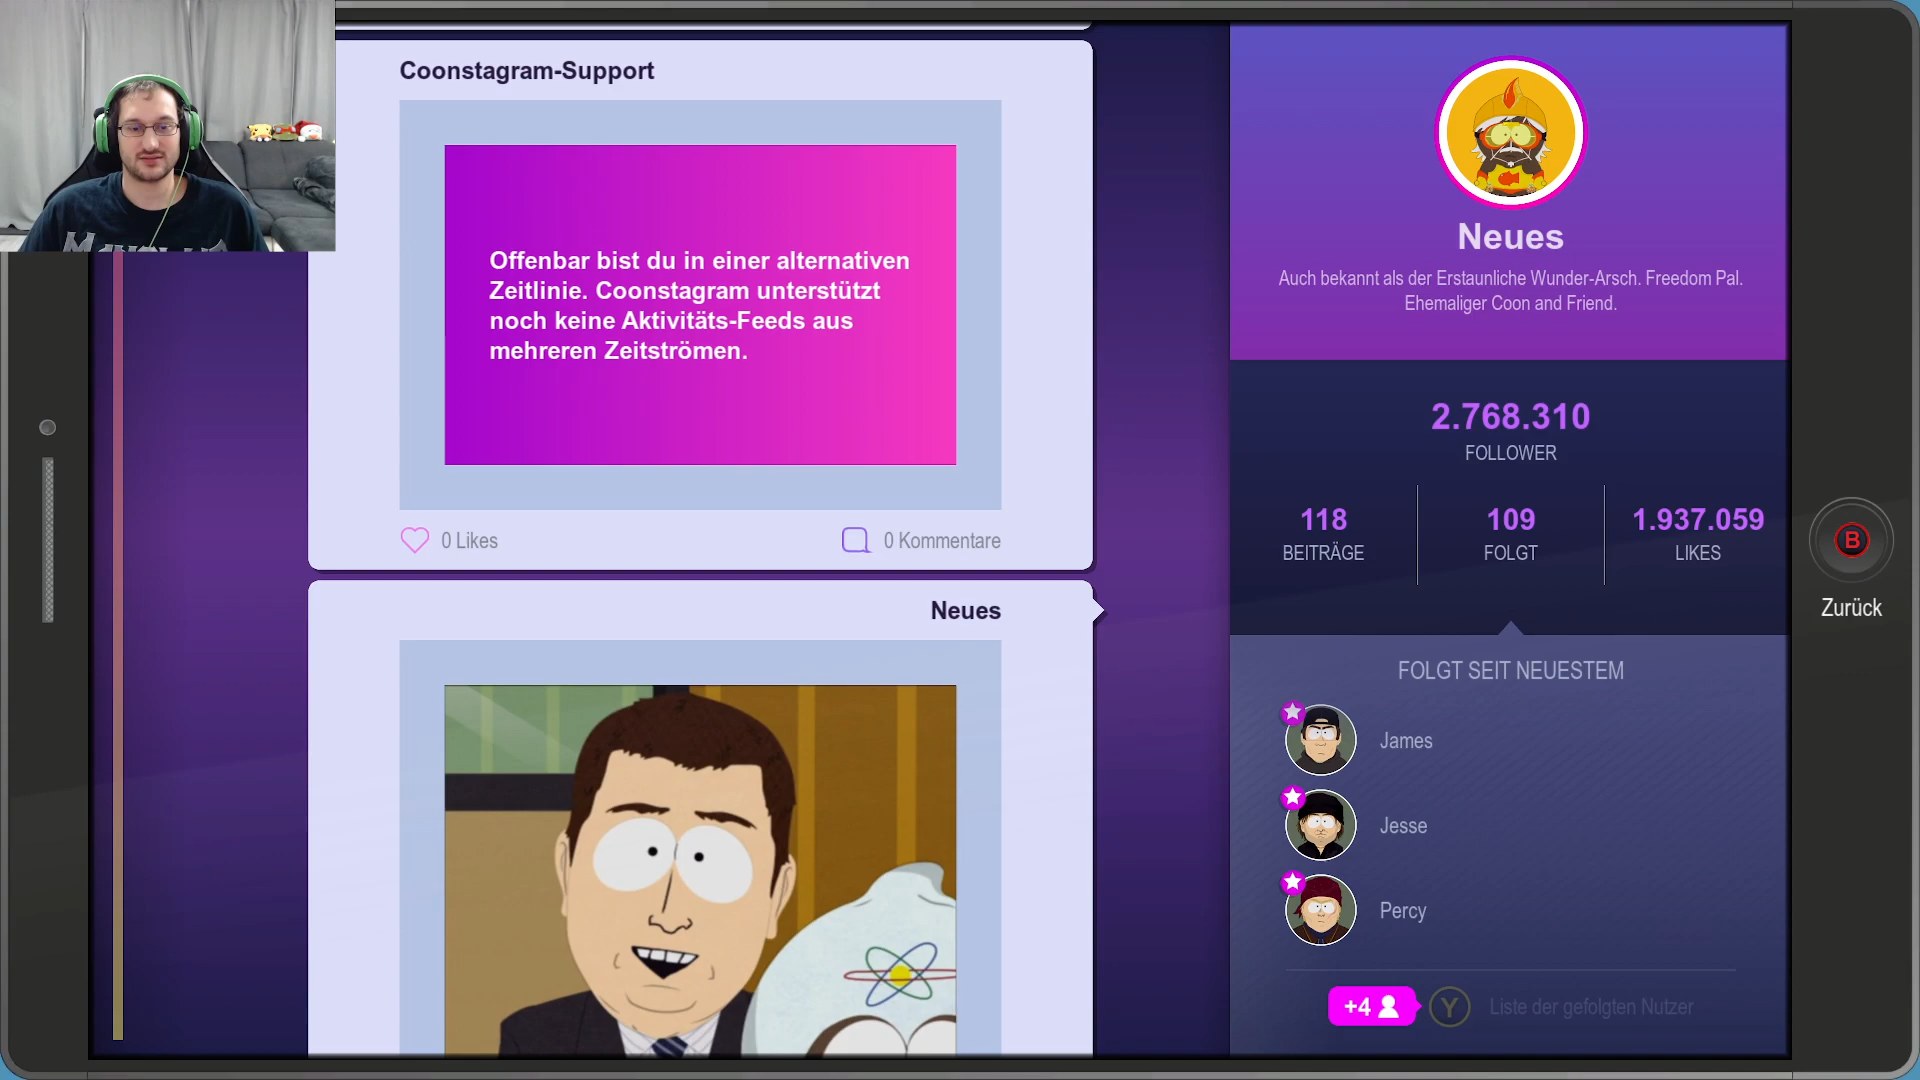 Coonstagram-Support
Offenbar bist du in einer alternativen
Zeitlinie. Coonstagram unterstützt
noch keine Aktivitäts-Feeds aus
mehreren Zeitströmen.
0 Likes
0 Kommentare
Neues
Neues
Auch bekannt als der Erstaunliche Wunder-Arsch. Freedom Pal.
Ehemaliger Coon and Friend.
2.768.310
FOLLOWER
118
BEITRÄGE
109
FOLGT
1.937.059
LIKES
FOLGT SEIT NEUESTEM
James
Jesse
Percy
+4
Y
Liste der gefolgten Nutzer
B
Zurück